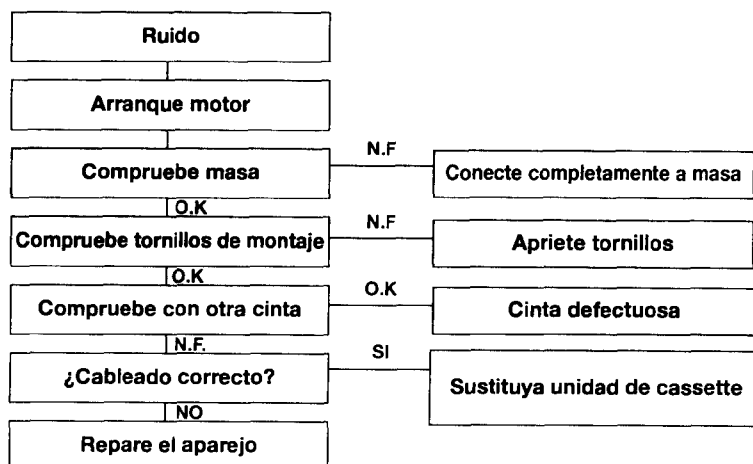 Ruido
Arranque motor
Compruebe masa
N.F
Conecte completamente a masa
O.K
Compruebe tornillos de montaje
N.F
Apriete tornillos
O.K
Compruebe con otra cinta
O.K
Cinta defectuosa
N.F.
¿Cableado correcto?
SI
Sustituya unidad de cassette
NO
Repare el aparejo